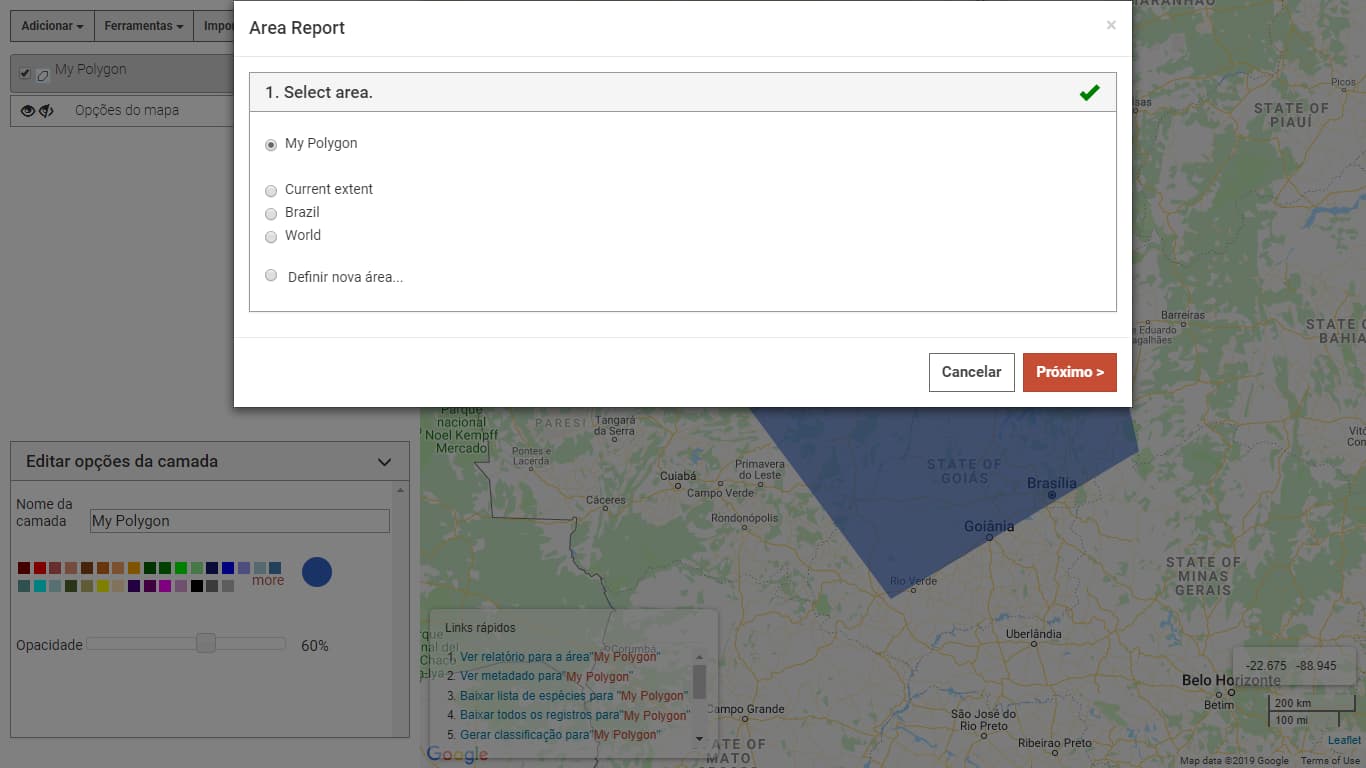 Adicionar
Ferramentas
Impor
My Polygon
Opções do mapa
Area Report
×
1. Select area.
My Polygon
Current extent
Brazil
World
Definir nova área...
Cancelar
Próximo >
Editar opções da camada
Nome da
camada
My Polygon
more
Opacidade
60%
Links rápidos
1. Ver relatório para a área"My Polygon"
2. Ver metadado para"My Polygon"
3. Baixar lista de espécies para "My Polygon"
4. Baixar todos os registros para"My Polygon"
5. Gerar classificação para"My Polygon"
Google
MARANHÃO
Picos
STATE OF
PIAUÍ
Barreiras
STATE
BAHIA
Eduardo
Parque
nacional
Noel Kempff
Mercado
PARESI
Tangará
da Serra
Pontes e
Lacerda
Cuiabá
Cáceres
Primavera
do Leste
Campo Verde
Rondonópolis
STATE OF
GOIÁS
Brasília
Goiânia
Rio Verde
STATE OF
MINAS
GERAIS
Uberlândia
Corumbá
Campo Grande
STATE OF
MATO
São José do
Rio Preto
Ribeirao Preto
Belo Horizonte
Betim
-22.675 -88.945
200 km
100 mi
Leaflet
Map data ©2019 Google
Terms of Use